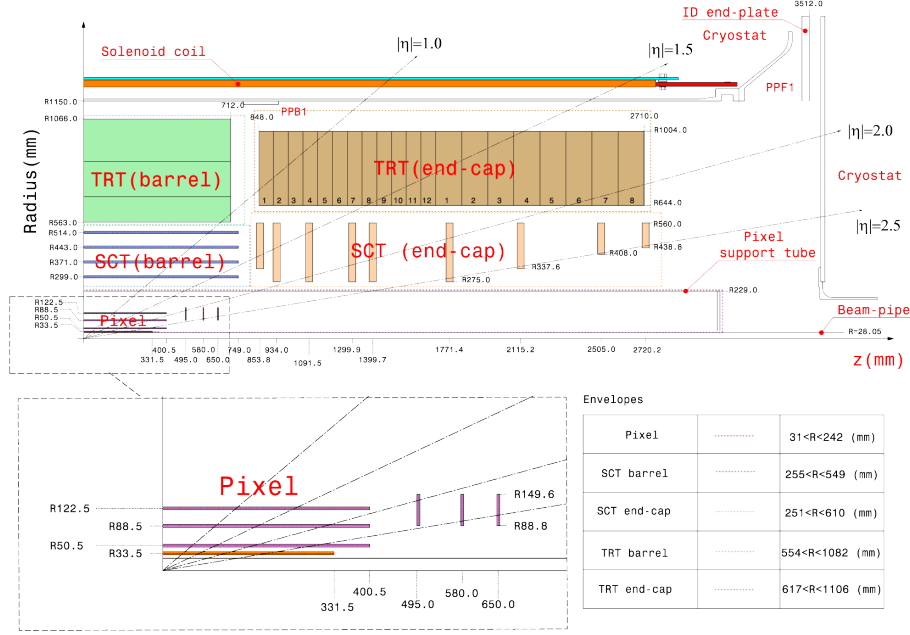 3512.0
ID end-plate
Cryostat
|η|=1.0
|η|=1.5
Solenoid coil
PPF1
R1150.0
712.0
PPB1
848.0
2710.0
R1066.0
R1004.0
|η|=2.0
Radius(mm)
TRT(barrel)
TRT(end-cap)
Cryostat
1 2 3 4 5 6 7 8 9 10 11 12 1 2 3 4 5 6 7 8
R644.0
R563.0
R560.0
|η|=2.5
R514.0
R443.0
SCT(barrel)
SCT (end-cap)
R438.8
R408.0
Pixel
support tube
R371.0
R337.6
R299.0
R275.0
R229.0
R122.5
R88.5
R50.5
R33.5
Pixel
Beam-pipe
R=28.05
400.5 580.0 749.0 934.0 1299.9 1771.4 2115.2 2505.0 2720.2
331.5 495.0 650.0 853.8 1091.5 1399.7
z(mm)
Envelopes
Pixel 31<R<242 (mm)
SCT barrel 255<R<549 (mm)
SCT end-cap 251<R<610 (mm)
TRT barrel 554<R<1082 (mm)
TRT end-cap 617<R<1106 (mm)
Pixel
R149.6
R122.5
R88.5
R88.8
R50.5
R33.5
400.5 580.0
331.5 495.0 650.0